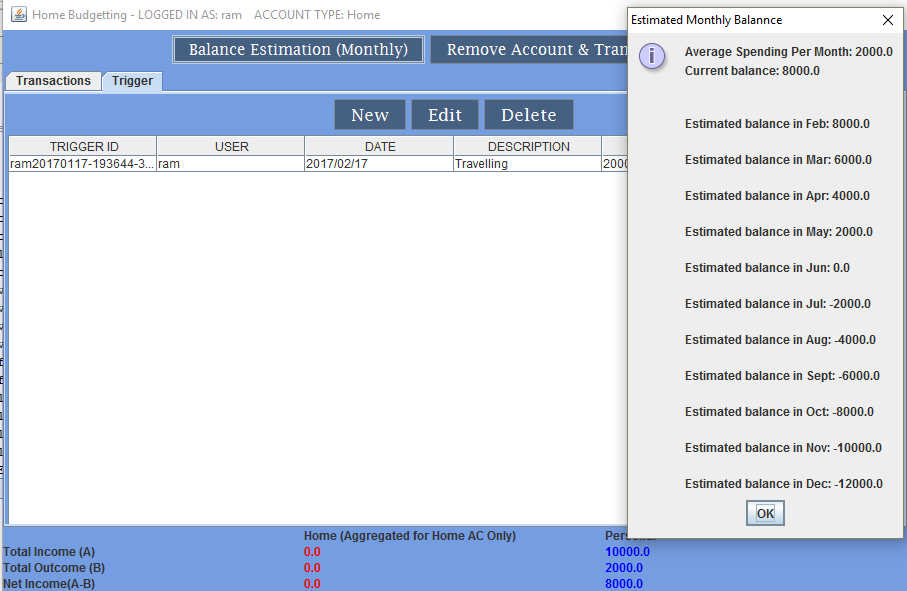 Home Budgetting - LOGGED IN AS: ram ACCOUNT TYPE: Home
Balance Estimation (Monthly) Remove Account &
Transactions Trigger
New Edit Delete
TRIGGER ID USER DATE DESCRIPTION
ram20170117-193644-3... ram 2017/02/17 Travelling 2000
Home (Aggregated for Home AC Only)
Total Income (A) 0.0 10000.0
Total Outcome (B) 0.0 2000.0
Net Income(A-B) 0.0 8000.0
Estimated Monthly Balannce
i
Average Spending Per Month: 2000.0
Current balance: 8000.0
Estimated balance in Feb: 8000.0
Estimated balance in Mar: 6000.0
Estimated balance in Apr: 4000.0
Estimated balance in May: 2000.0
Estimated balance in Jun: 0.0
Estimated balance in Jul: -2000.0
Estimated balance in Aug: -4000.0
Estimated balance in Sept: -6000.0
Estimated balance in Oct: -8000.0
Estimated balance in Nov: -10000.0
Estimated balance in Dec: -12000.0
OK